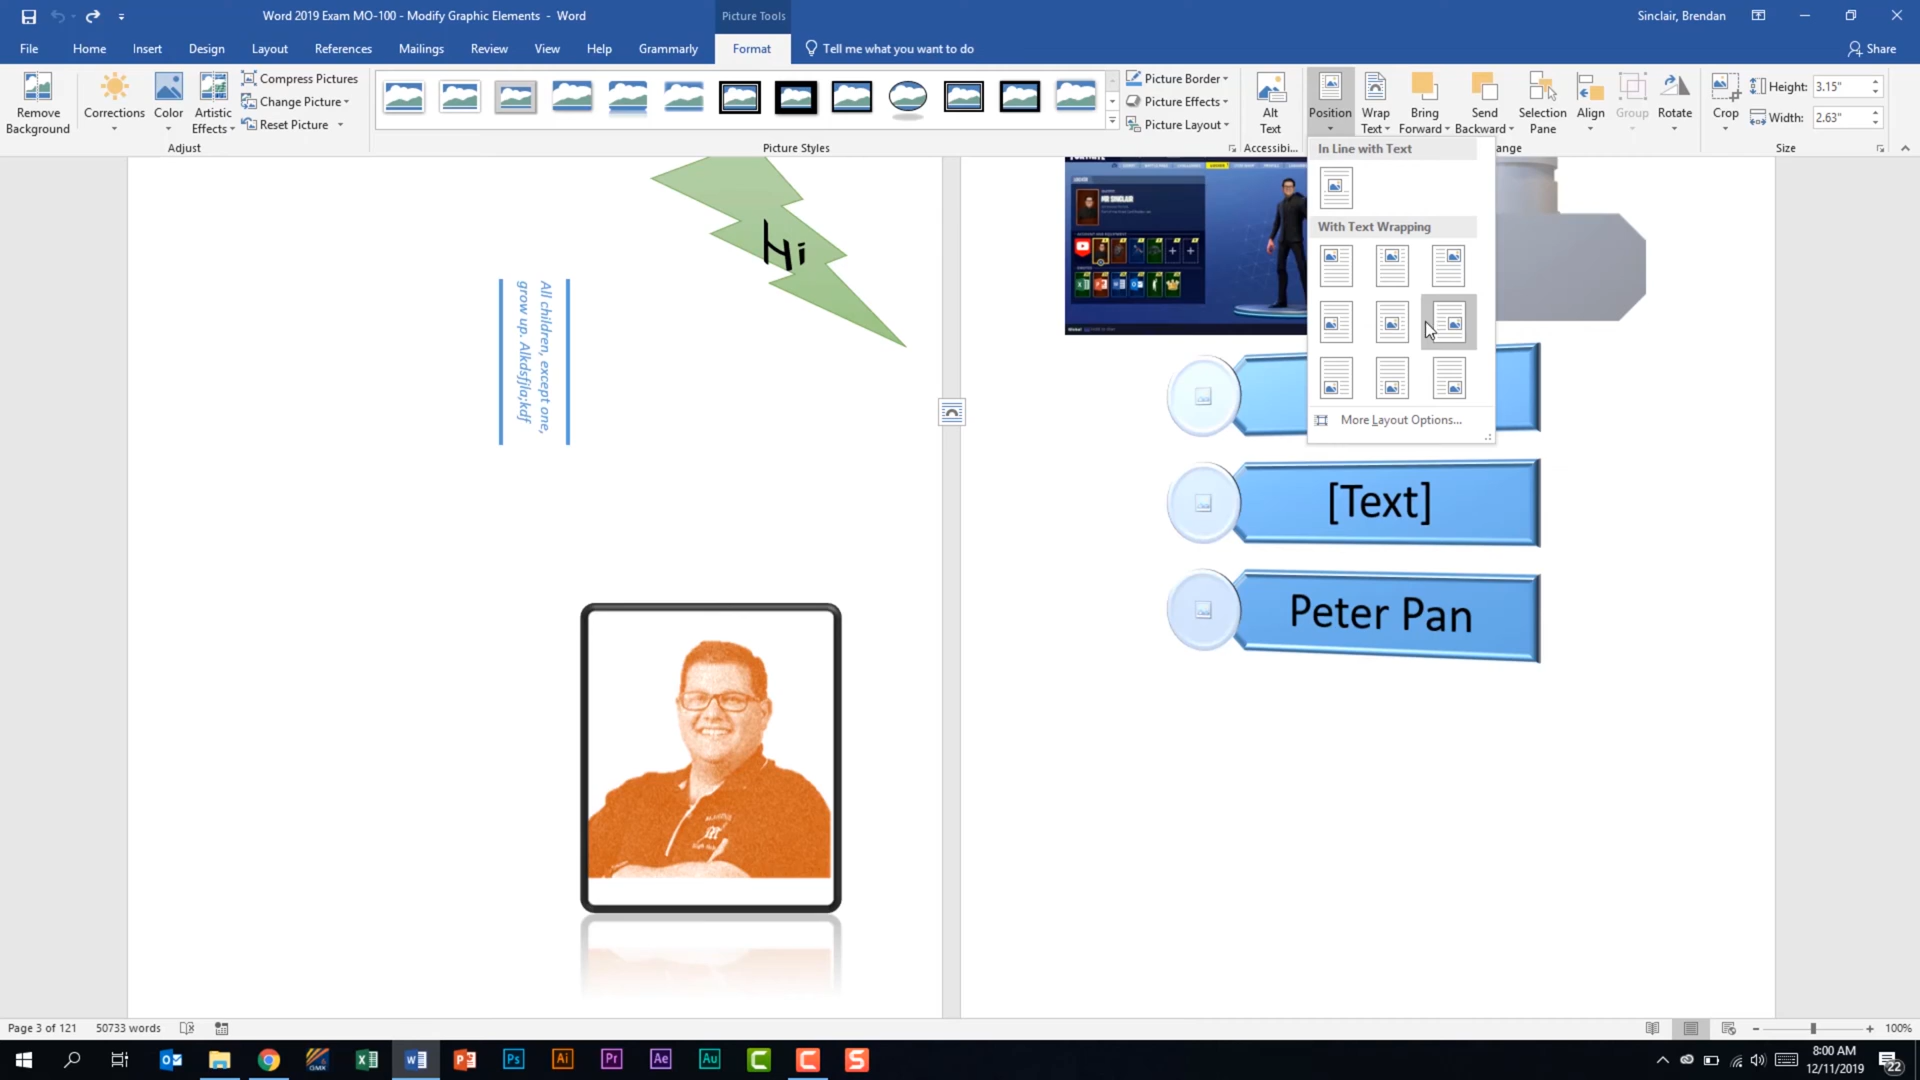 Word 2019 Exam MO-100 - Modify Graphic Elements - Word
Picture Tools
Sinclair, Brendan
File Home Insert Design Layout References Mailings Review View Help Grammarly Format Tell me what you want to do Share
Remove Background
Corrections
Color
Artistic Effects
Compress Pictures
Change Picture
Reset Picture
Adjust
Picture Styles
Picture Border
Picture Effects
Picture Layout
Alt Text
Accessibi...
Position
Wrap Text
Bring Forward
Send Backward
Selection Pane
Align
Group
Rotate
ange
Crop
Height: 3.15"
Width: 2.63"
Size
In Line with Text
With Text Wrapping
More Layout Options...
Hi
All children, except one,
grow up. Alkdsfjla;kdf
MR SINCLAIR
[Text]
Peter Pan
Page 3 of 121 50733 words
100%
8:00 AM
12/11/2019
22